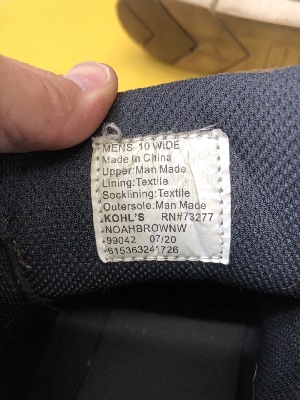 MENS 10 WIDE
Made in China
Upper:Man Made
Lining:Textile
Socklining:Textile
Outersole:Man Made
KOHL'S RN#73277
NOAHBROWNW
99042 07/20
615363241726